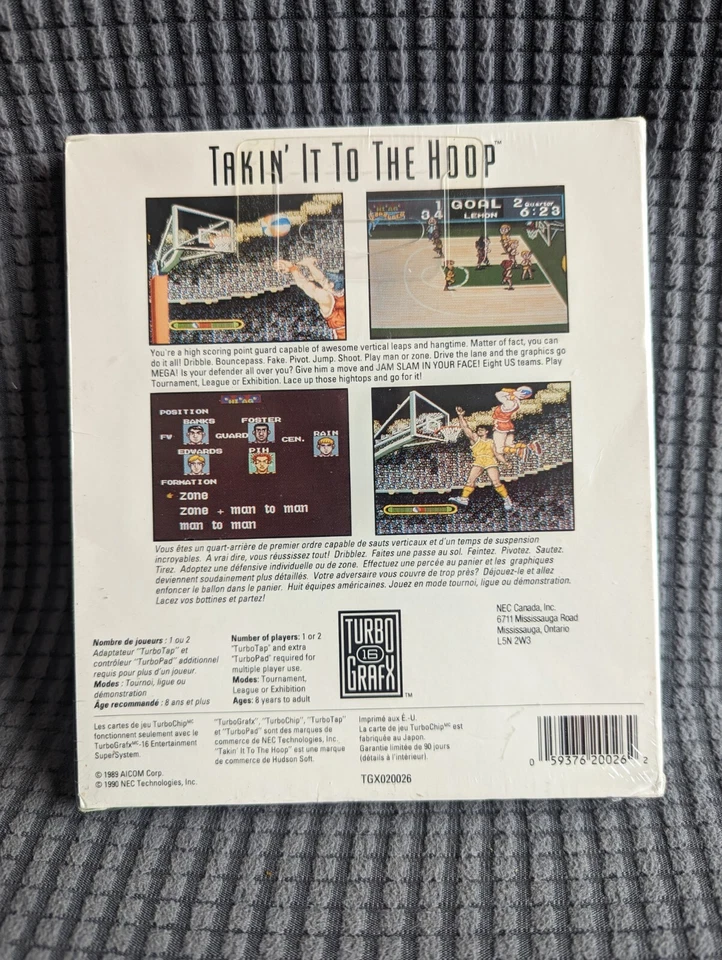 TAKIN' IT TO THE HOOP™
1 GOAL 2 Quarter
34 LEMON 6:23
You're a high scoring point guard capable of awesome vertical leaps and hangtime. Matter of fact, you can
do it all! Dribble. Bouncepass. Fake. Pivot. Jump. Shoot. Play man or zone. Drive the lane and the graphics go
MEGA! Is your defender all over you? Give him a move and JAM SLAM IN YOUR FACE! Eight US teams. Play
Tournament, League or Exhibition. Lace up those hightops and go for it!
POSITION
BANKS FOSTER
FW GUARD CEN. RAIN
EDWARDS PIH
FORMATION
zone
zone + man to man
man to man
Vous êtes un quart-arrière de premier ordre capable de sauts verticaux et d'un temps de suspension
incroyables. A vrai dire, vous réussissez tout! Dribblez. Faites une passe au sol. Feintez. Pivotez. Sautez.
Tirez. Adoptez une défensive individuelle ou de zone. Effectuez une percée au panier et les graphiques
deviennent soudainement plus détaillés. Votre adversaire vous couvre de trop près? Déjouez-le et allez
enfoncer le ballon dans le panier. Huit équipes américaines. Jouez en mode tournoi, ligue ou démonstration.
Lacez vos bottines et partez!
Nombre de joueurs : 1 ou 2
Adaptateur "TurboTap" et
contrôleur "TurboPad" additionnel
requis pour plus d'un joueur.
Modes : Tournoi, ligue ou
démonstration
Âge recommandé : 8 ans et plus
Number of players: 1 or 2
"TurboTap" and extra
"TurboPad" required for
multiple player use.
Modes: Tournament,
League or Exhibition
Ages: 8 years to adult
TURBO
16
GRAFX™
NEC Canada, Inc.
6711 Mississauga Road
Mississauga, Ontario
L5N 2W3
Les cartes de jeu TurboChipMC
fonctionnent seulement avec le
TurboGrafxMC-16 Entertainment
SuperSystem.
© 1989 AICOM Corp.
© 1990 NEC Technologies, Inc.
"TurboGrafx", "TurboChip", "TurboTap"
et "TurboPad" sont des marques de
commerce de NEC Technologies, Inc.
"Takin' It To The Hoop" est une marque
de commerce de Hudson Soft.
Imprimé aux É.-U.
La carte de jeu TurboChipMC est
fabriquée au Japon.
Garantie limitée de 90 jours
(détails à l'intérieur).
TGX020026
0 59376 20026 2